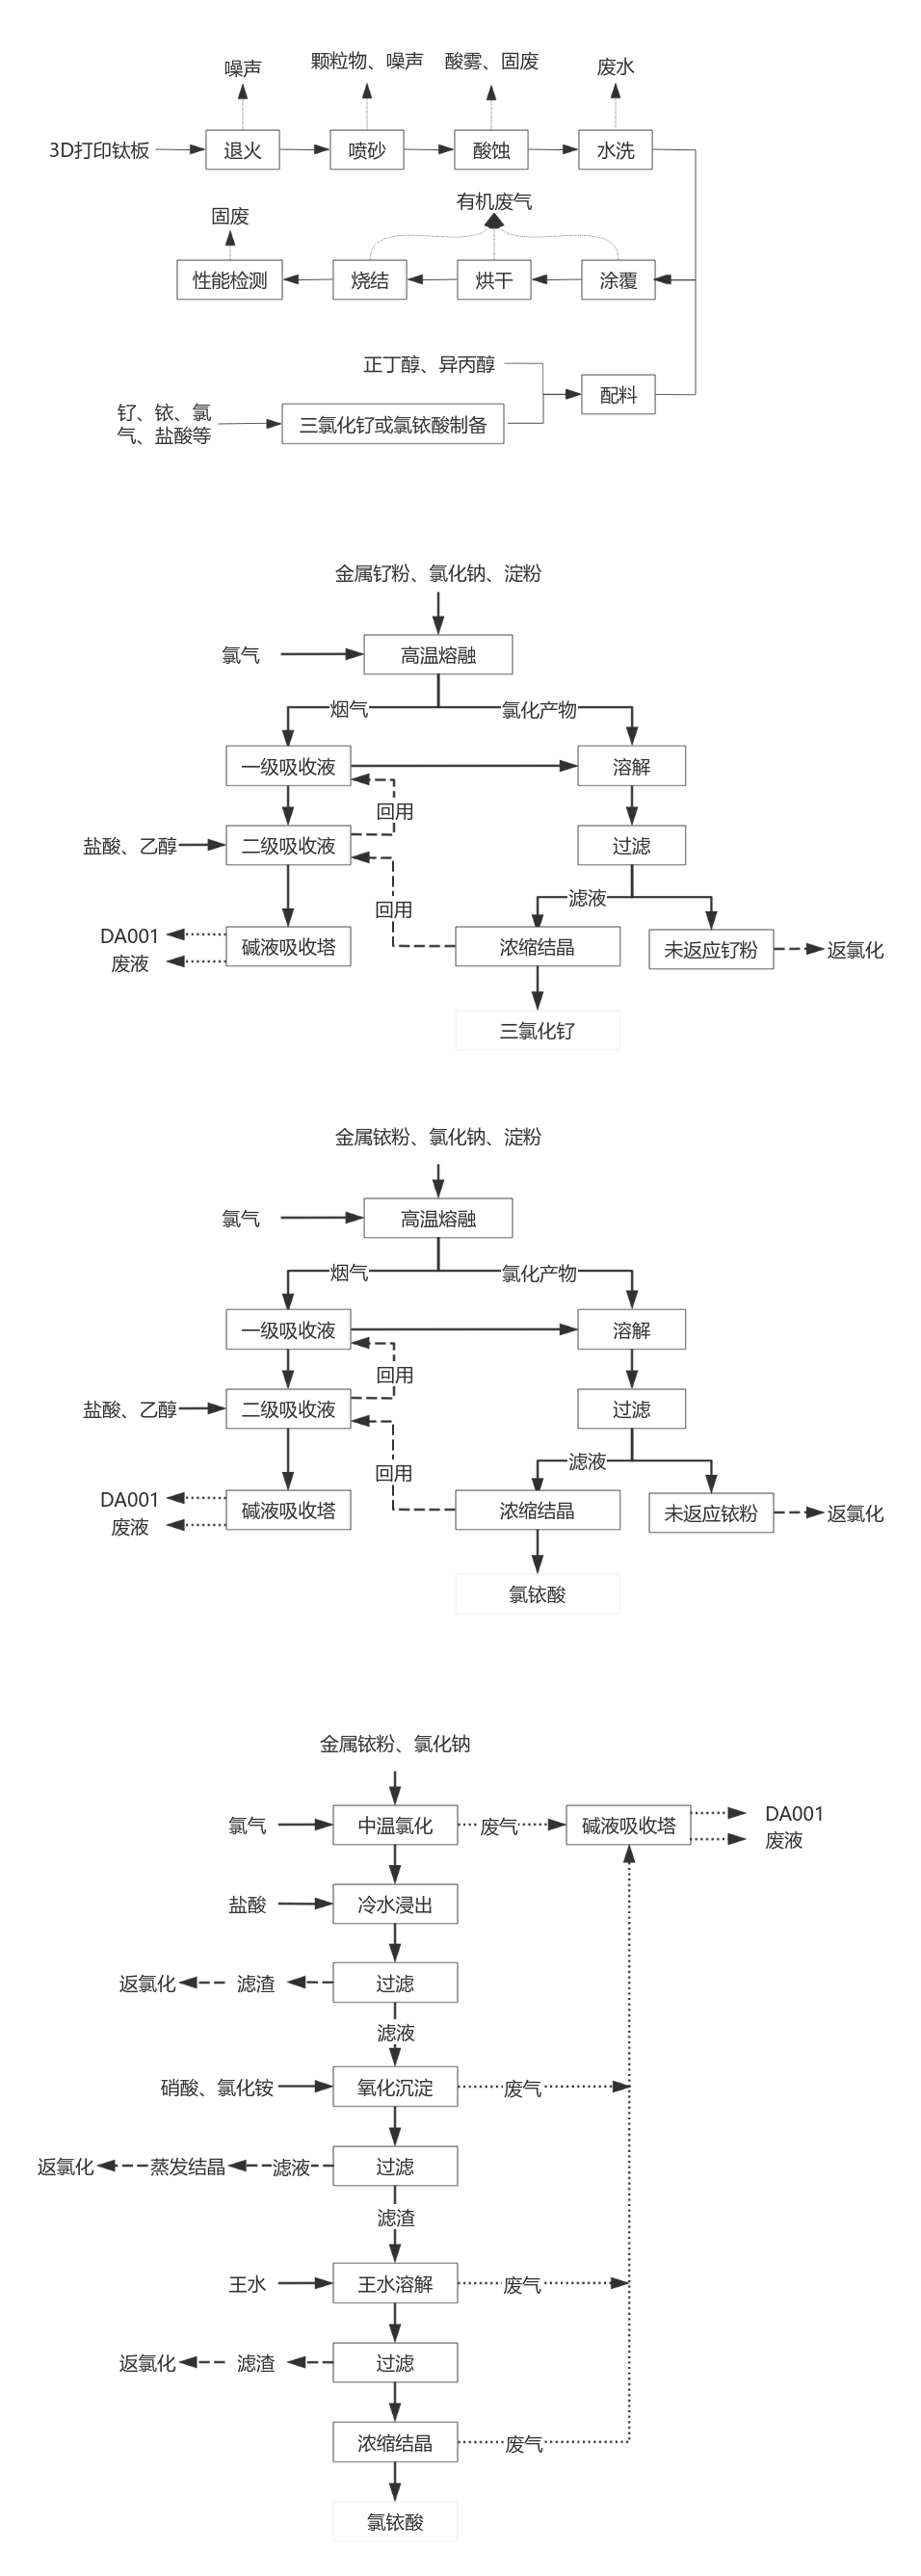 噪声
颗粒物、噪声
酸雾、固废
废水
3D打印钛板
退火
喷砂
酸蚀
水洗
有机废气
固废
性能检测
烧结
烘干
涂覆
正丁醇、异丙醇
配料
钌、铱、氯
气、盐酸等
三氯化钌或氯铱酸制备
金属钌粉、氯化钠、淀粉
氯气
高温熔融
烟气
氯化产物
一级吸收液
溶解
回用
盐酸、乙醇
二级吸收液
过滤
滤液
回用
DA001
废液
碱液吸收塔
浓缩结晶
未返应钌粉
返氯化
三氯化钌
金属铱粉、氯化钠、淀粉
氯气
高温熔融
烟气
氯化产物
一级吸收液
溶解
回用
盐酸、乙醇
二级吸收液
过滤
滤液
回用
DA001
废液
碱液吸收塔
浓缩结晶
未返应铱粉
返氯化
氯铱酸
金属铱粉、氯化钠
氯气
中温氯化
废气
碱液吸收塔
DA001
废液
盐酸
冷水浸出
返氯化
滤渣
过滤
滤液
硝酸、氯化铵
氧化沉淀
废气
返氯化
蒸发结晶
滤液
过滤
滤渣
王水
王水溶解
废气
返氯化
滤渣
过滤
浓缩结晶
废气
氯铱酸